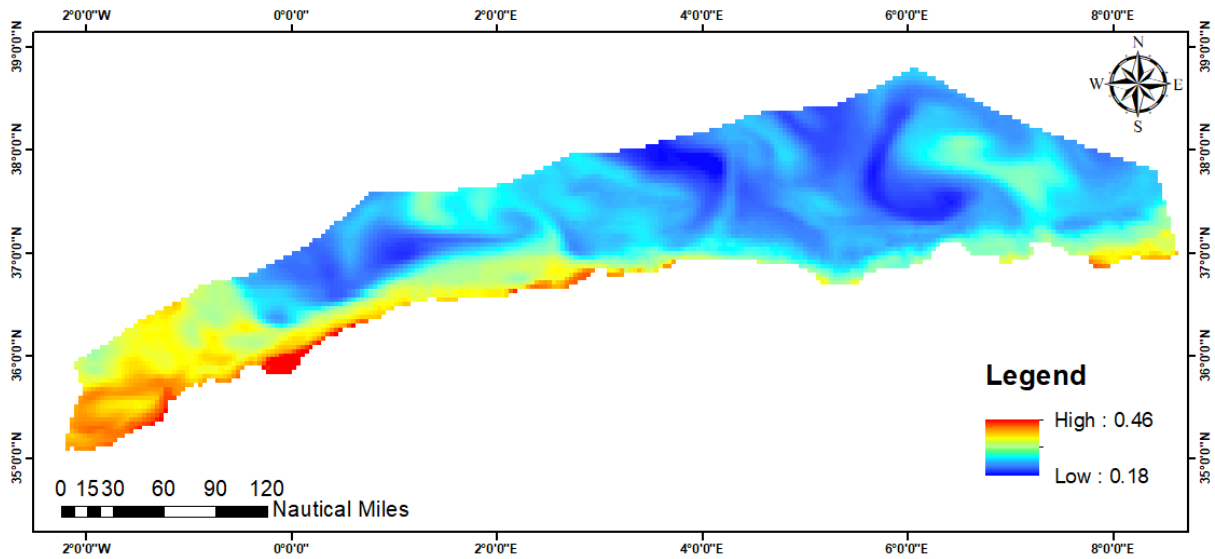 2°0'0"W 0°0'0" 2°0'0"E 4°0'0"E 6°0'0"E 8°0'0"E
39°0'0"N 39°0'0"N
N
W E
S
38°0'0"N 38°0'0"N
37°0'0"N 37°0'0"N
36°0'0"N 36°0'0"N
Legend
High : 0.46
Low : 0.18
35°0'0"N 35°0'0"N
0 15 30 60 90 120
Nautical Miles
2°0'0"W 0°0'0" 2°0'0"E 4°0'0"E 6°0'0"E 8°0'0"E